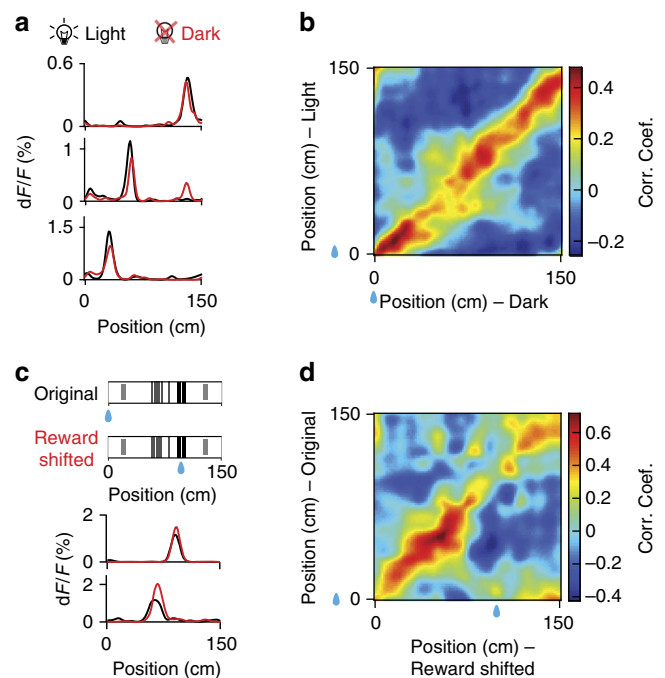 a
Light
Dark
0.6
0
1
0
1.5
0
0
150
dF/F (%)
Position (cm)
b
150
0
0
150
Position (cm) – Light
Position (cm) – Dark
0.4
0.2
0
−0.2
Corr. Coef.
c
Original
Reward
shifted
0
150
Position (cm)
2
0
2
0
0
150
dF/F (%)
Position (cm)
d
150
0
0
150
Position (cm) – Original
Position (cm) –
Reward shifted
0.6
0.4
0.2
0
−0.2
−0.4
Corr. Coef.